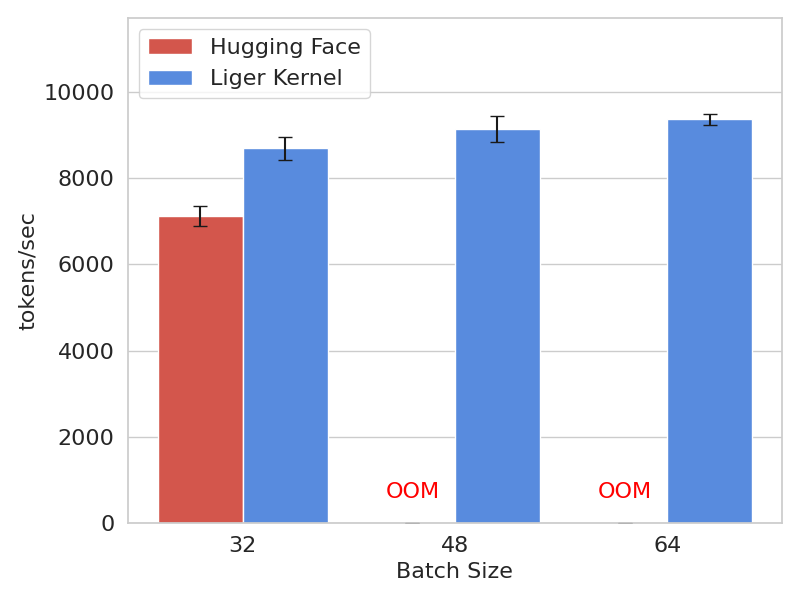 Hugging Face
Liger Kernel
tokens/sec
10000
8000
6000
4000
2000
0
OOM
OOM
32
48
64
Batch Size